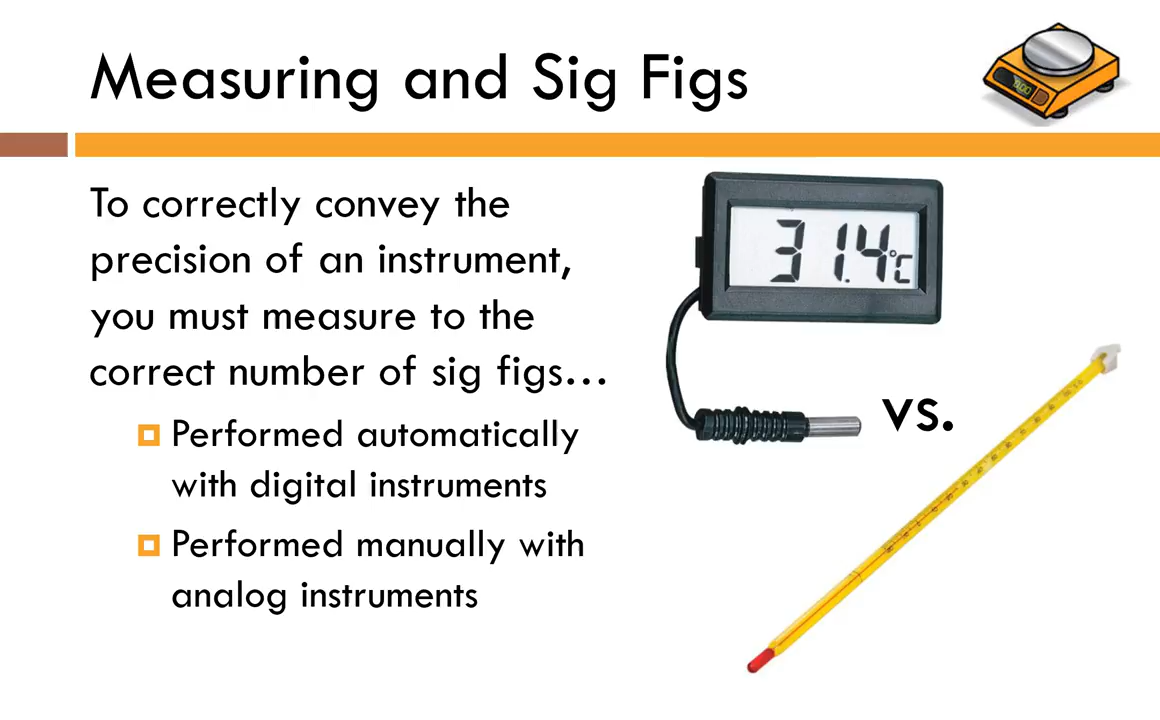 Measuring and Sig Figs
To correctly convey the
precision of an instrument,
you must measure to the
correct number of sig figs…
Performed automatically
with digital instruments
Performed manually with
analog instruments
31.4°C
vs.